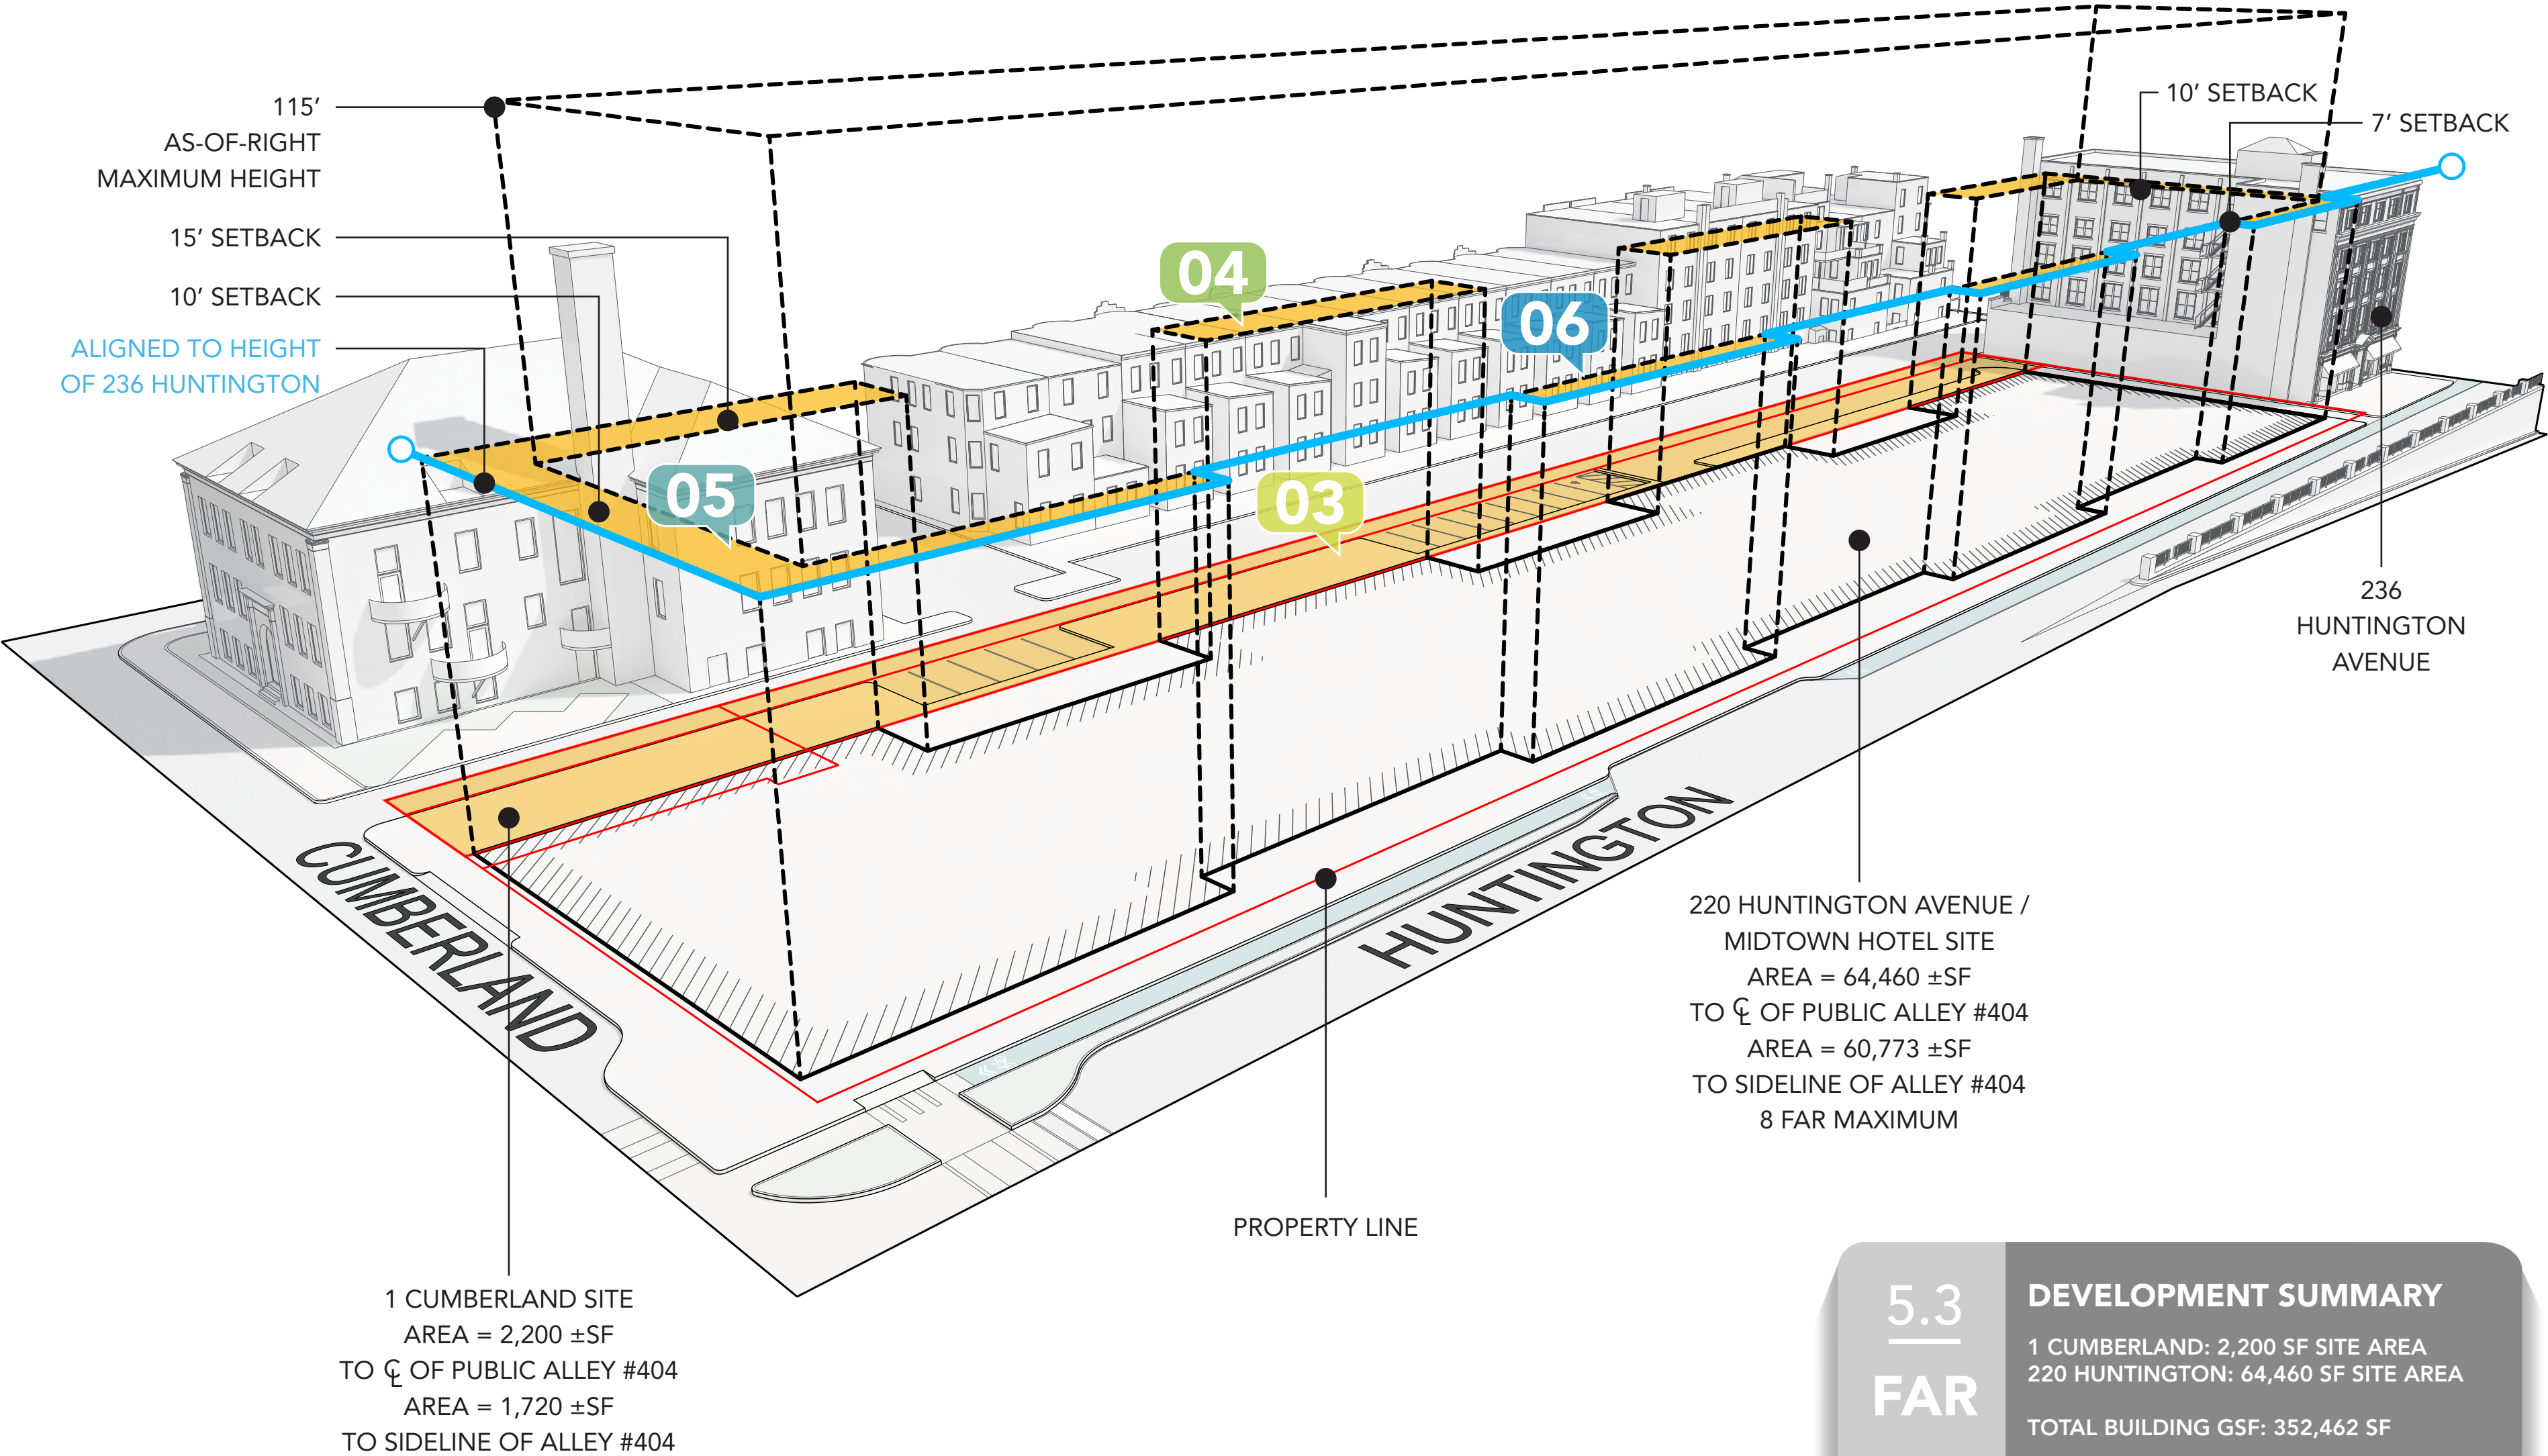 115’
AS-OF-RIGHT
MAXIMUM HEIGHT
15’ SETBACK
10’ SETBACK
ALIGNED TO HEIGHT
OF 236 HUNTINGTON
10’ SETBACK
7’ SETBACK
04
06
05
03
236
HUNTINGTON
AVENUE
CUMBERLAND
HUNTINGTON
220 HUNTINGTON AVENUE /
MIDTOWN HOTEL SITE
AREA = 64,460 ±SF
TO ℄ OF PUBLIC ALLEY #404
AREA = 60,773 ±SF
TO SIDELINE OF ALLEY #404
8 FAR MAXIMUM
PROPERTY LINE
1 CUMBERLAND SITE
AREA = 2,200 ±SF
TO ℄ OF PUBLIC ALLEY #404
AREA = 1,720 ±SF
TO SIDELINE OF ALLEY #404
5.3
FAR
DEVELOPMENT SUMMARY
1 CUMBERLAND: 2,200 SF SITE AREA
220 HUNTINGTON: 64,460 SF SITE AREA
TOTAL BUILDING GSF: 352,462 SF